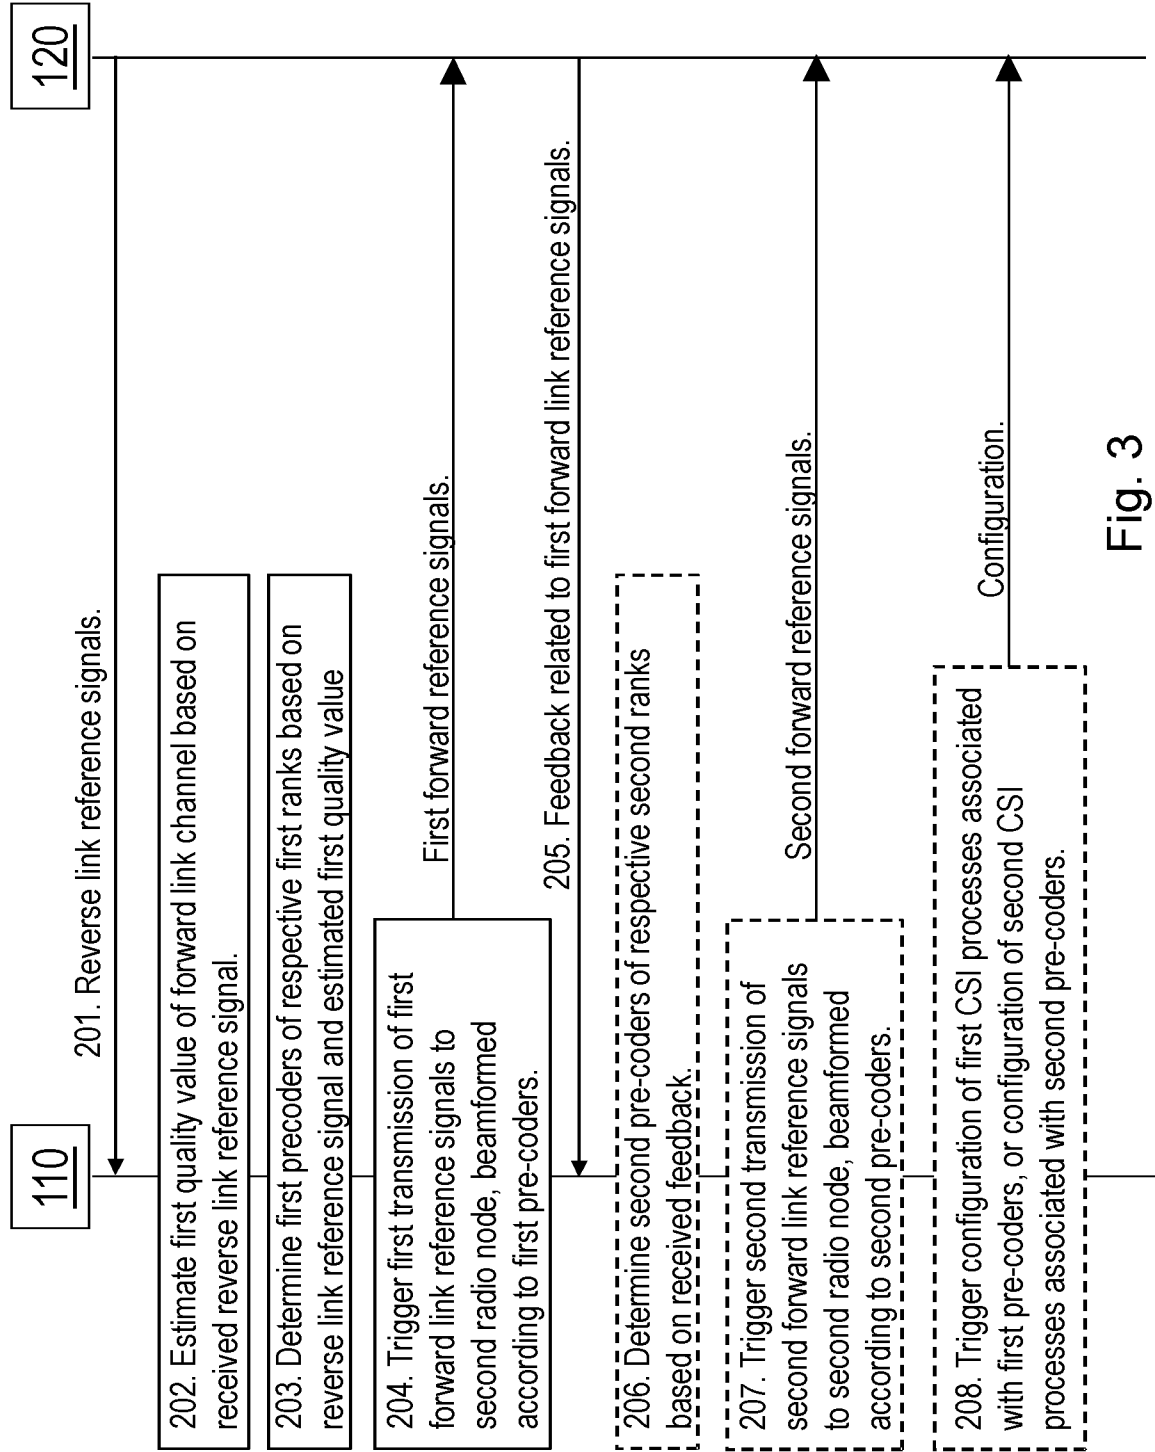 110
120
201. Reverse link reference signals.
202. Estimate first quality value of forward link channel based on
received reverse link reference signal.
203. Determine first precoders of respective first ranks based on
reverse link reference signal and estimated first quality value
204. Trigger first transmission of first
forward link reference signals to
second radio node, beamformed
according to first pre-coders.
First forward reference signals.
205. Feedback related to first forward link reference signals.
206. Determine second pre-coders of respective second ranks
based on received feedback.
207. Trigger second transmission of
second forward link reference signals
to second radio node, beamformed
according to second pre-coders.
Second forward reference signals.
208. Trigger configuration of first CSI processes associated
with first pre-coders, or configuration of second CSI
processes associated with second pre-coders.
Configuration.
Fig. 3